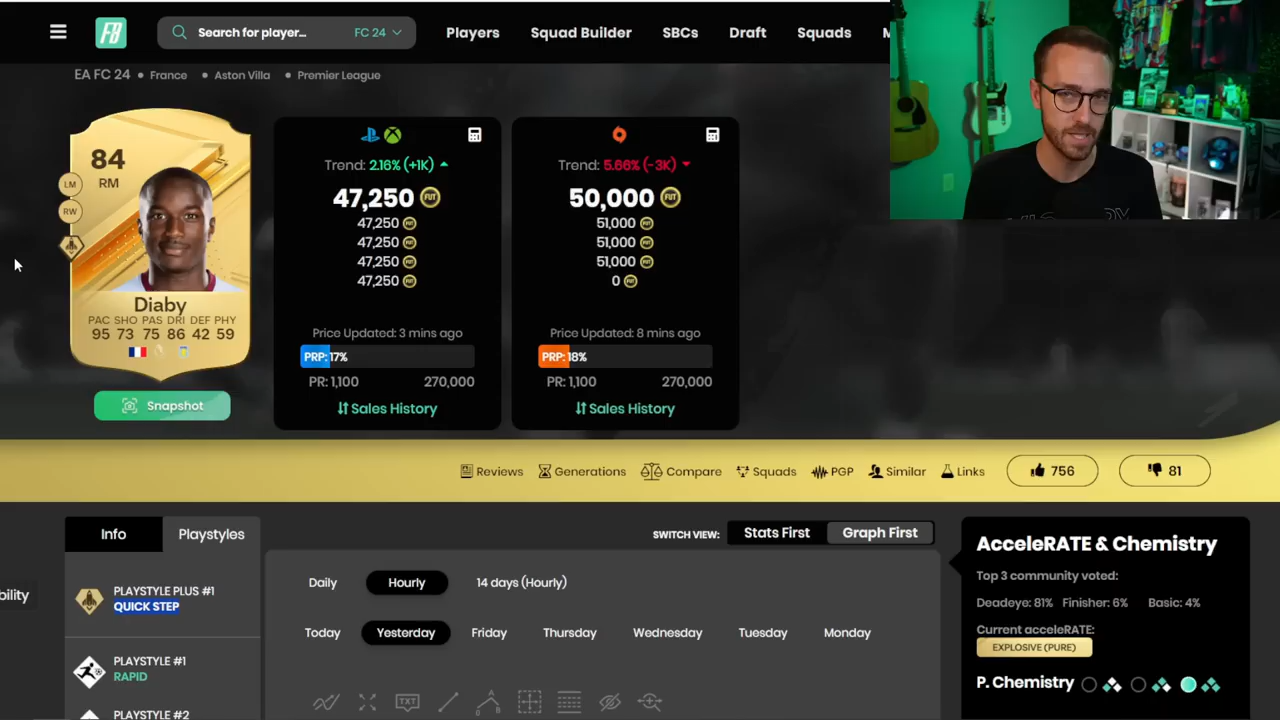 FB
Search for player...
FC 24
Players
Squad Builder
SBCs
Draft
Squads
M
EA FC 24
France
Aston Villa
Premier League
84
RM
LM
RW
Diaby
PAC SHO PAS DRI DEF PHY
95 73 75 86 42 59
Snapshot
Trend: 2.16% (+1K)
47,250 FUT
47,250
47,250
47,250
47,250
Price Updated: 3 mins ago
PRP: 17%
PR: 1,100
270,000
Sales History
Trend: 5.66% (-3K)
50,000 FUT
51,000
51,000
51,000
0
Price Updated: 8 mins ago
PRP: 18%
PR: 1,100
270,000
Sales History
Reviews
Generations
Compare
Squads
PGP
Similar
Links
756
81
Info
Playstyles
bility
PLAYSTYLE PLUS #1
QUICK STEP
PLAYSTYLE #1
RAPID
PLAYSTYLE #2
SWITCH VIEW:
Stats First
Graph First
Daily
Hourly
14 days (Hourly)
Today
Yesterday
Friday
Thursday
Wednesday
Tuesday
Monday
TXT
AcceleRATE & Chemistry
Top 3 community voted:
Deadeye: 81% Finisher: 6% Basic: 4%
Current acceleRATE:
EXPLOSIVE (PURE)
P. Chemistry